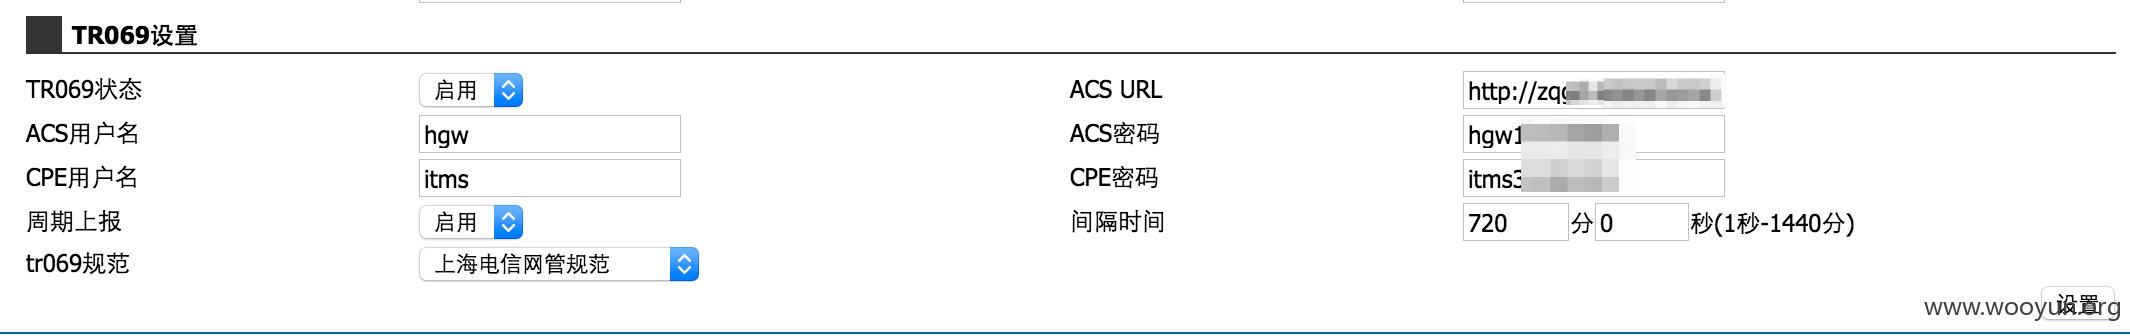 TR069设置
TR069状态 启用 ACS URL http://zqg
ACS用户名 hgw ACS密码 hgw1
CPE用户名 itms CPE密码 itms3
周期上报 启用 间隔时间 720 分 0 秒(1秒-1440分)
tr069规范 上海电信网管规范
设置
www.wooyun.org